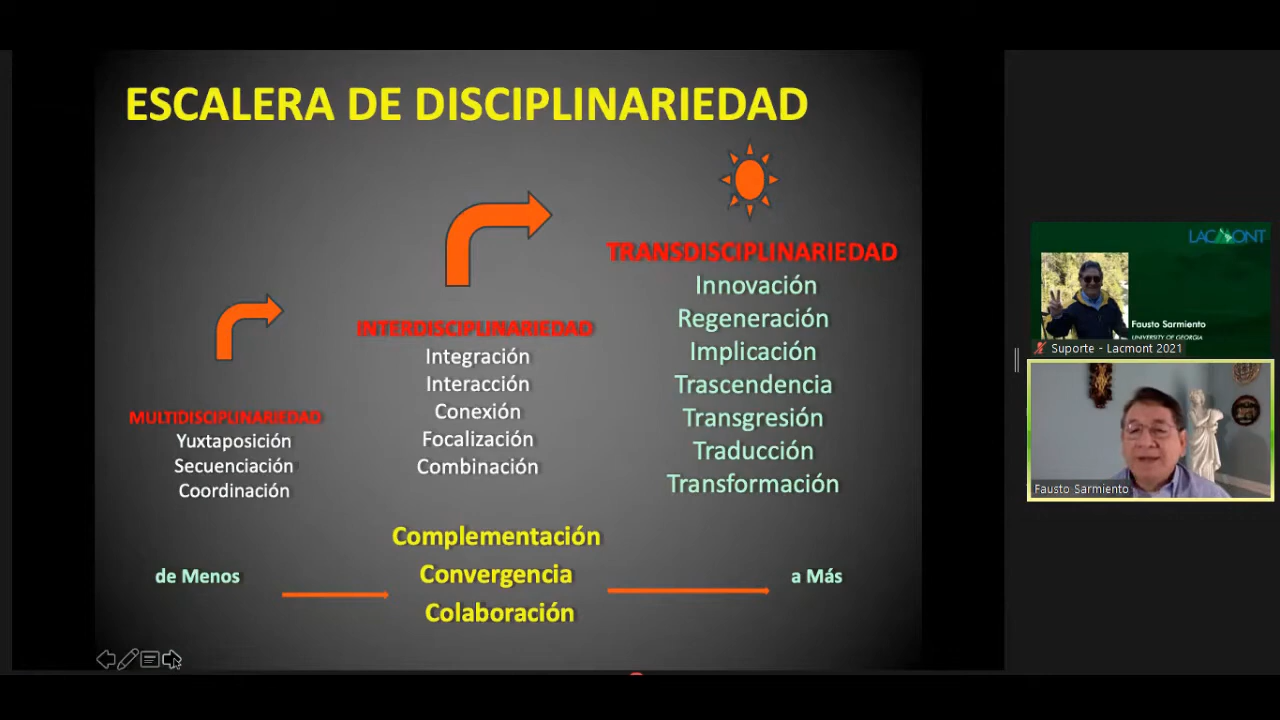 ESCALERA DE DISCIPLINARIEDAD
MULTIDISCIPLINARIEDAD
Yuxtaposición
Secuenciación
Coordinación
INTERDISCIPLINARIEDAD
Integración
Interacción
Conexión
Focalización
Combinación
TRANSDISCIPLINARIEDAD
Innovación
Regeneración
Implicación
Trascendencia
Transgresión
Traducción
Transformación
de Menos
Complementación
Convergencia
Colaboración
a Más
LACMONT
Fausto Sarmiento
UNIVERSITY OF GEORGIA
Suporte - Lacmont 2021
Fausto Sarmiento